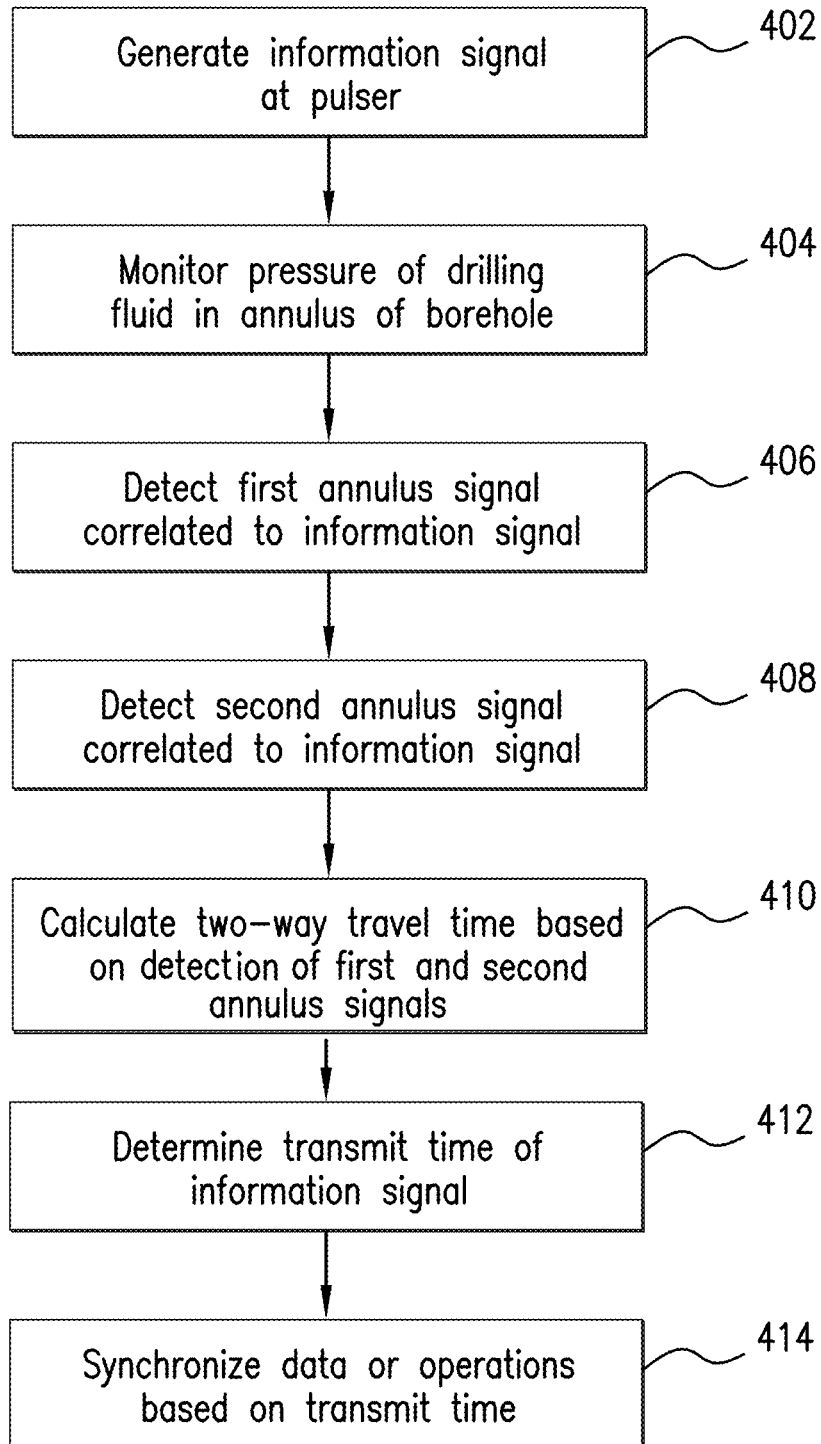 402
Generate information signal
at pulser
404
Monitor pressure of drilling
fluid in annulus of borehole
406
Detect first annulus signal
correlated to information signal
408
Detect second annulus signal
correlated to information signal
410
Calculate two-way travel time based
on detection of first and second
annulus signals
412
Determine transmit time of
information signal
414
Synchronize data or operations
based on transmit time